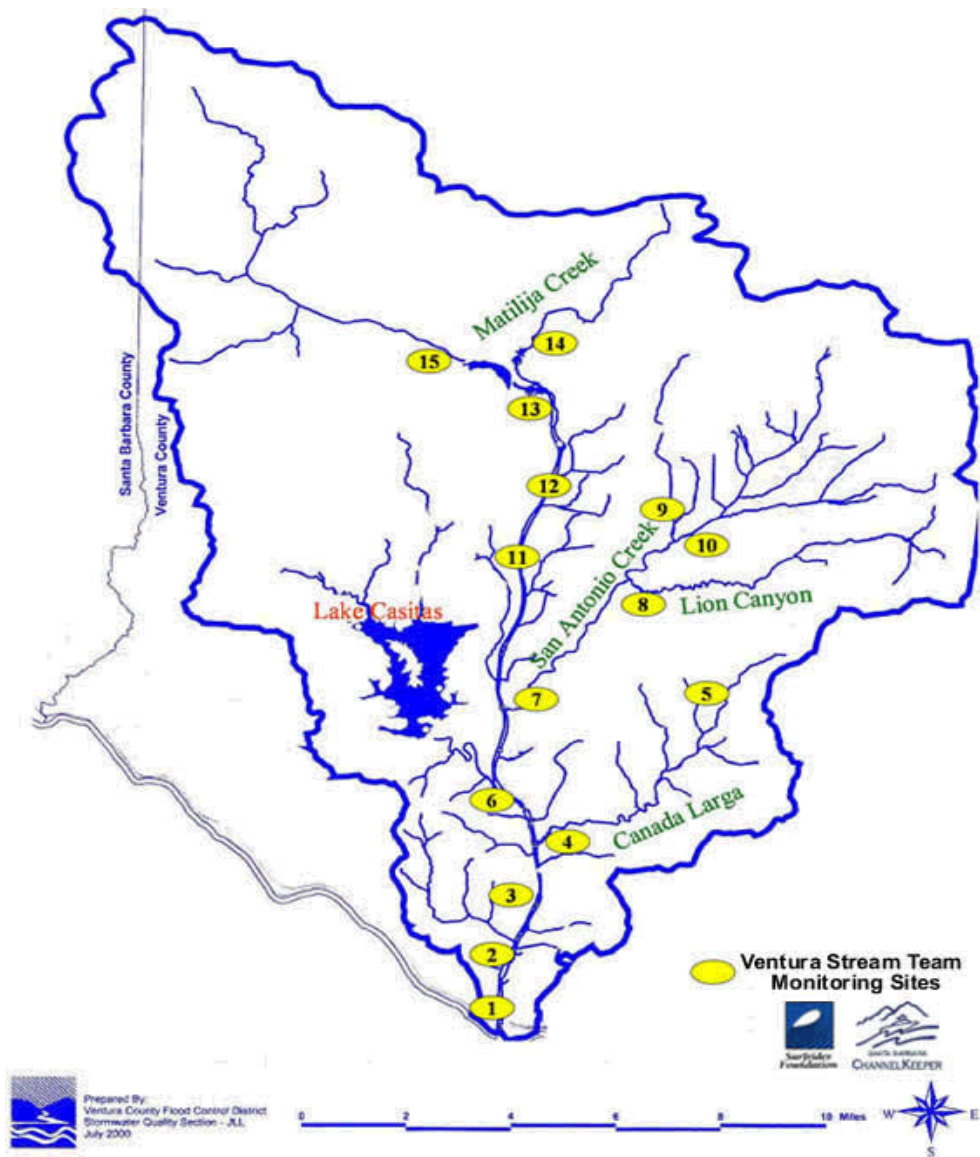 Matilija Creek
14
15
13
Santa Barbara County
Ventura County
12
9
10
11
San Antonio Creek
Lake Casitas
8
Lion Canyon
7
5
6
4
Canada Larga
3
2
1
Ventura Stream Team
Monitoring Sites
Surfrider
Foundation
SANTA BARBARA
CHANNELKEEPER
Prepared By:
Ventura County Flood Control District
Stormwater Quality Section - JLL
July 2000
0 2 4 6 8 10 Miles
W E
S